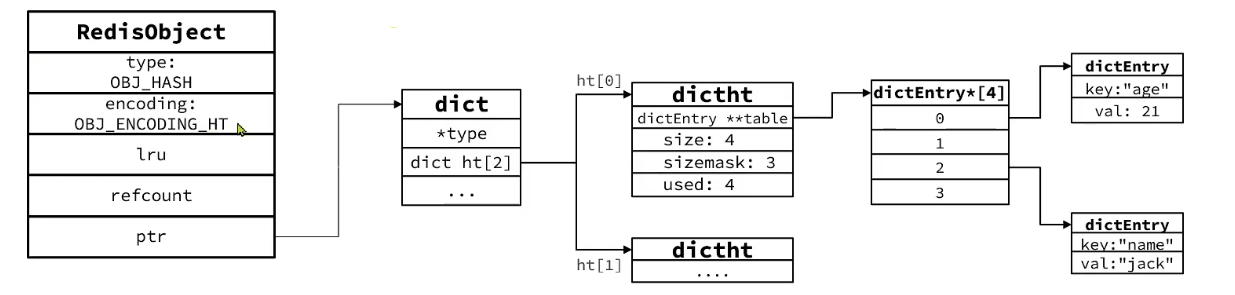 RedisObject
type:
OBJ_HASH
encoding:
OBJ_ENCODING_HT
lru
refcount
ptr
dict
*type
dict ht[2]
...
ht[0]
dictht
dictEntry **table
size: 4
sizemask: 3
used: 4
ht[1]
dictht
....
dictEntry*[4]
0
1
2
3
dictEntry
key:"age"
val: 21
dictEntry
key:"name"
val:"jack"